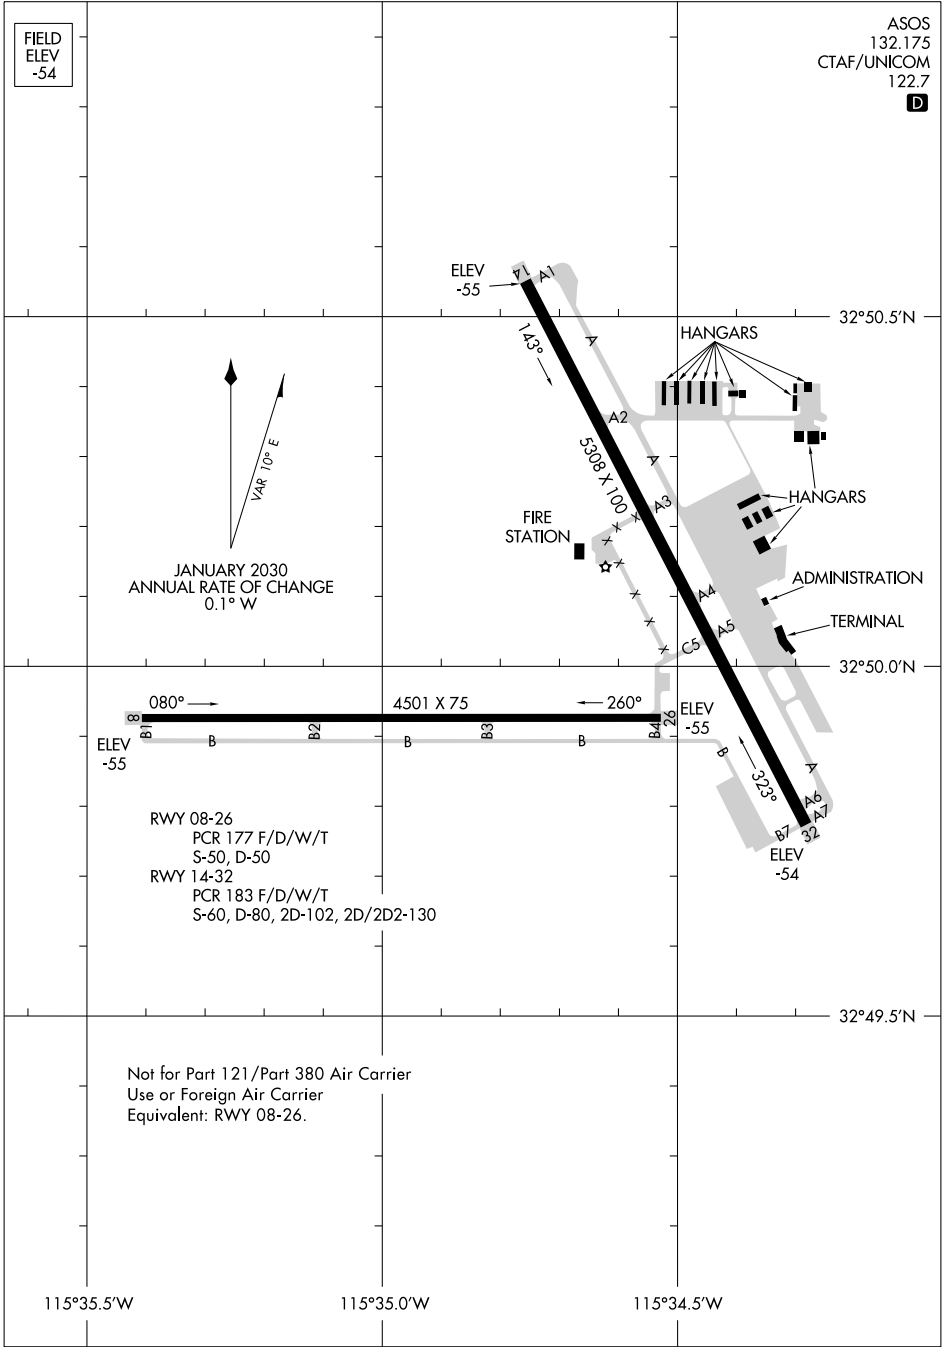 FIELD
ELEV
-54
ASOS
132.175
CTAF/UNICOM
122.7
D
ELEV
-55
14
A1
32°50.5'N
143°
A
HANGARS
A2
5308 X 100
A
VAR 10° E
A3
HANGARS
FIRE
STATION
JANUARY 2030
ANNUAL RATE OF CHANGE
0.1° W
A4
ADMINISTRATION
A5
TERMINAL
C5
32°50.0'N
080°
4501 X 75
260°
ELEV
-55
8
B1
B2
B3
B4
26
ELEV
-55
B
B
B
B
323°
A
A6
A7
B7
32
ELEV
-54
RWY 08-26
PCR 177 F/D/W/T
S-50, D-50
RWY 14-32
PCR 183 F/D/W/T
S-60, D-80, 2D-102, 2D/2D2-130
32°49.5'N
Not for Part 121/Part 380 Air Carrier
Use or Foreign Air Carrier
Equivalent: RWY 08-26.
115°35.5'W
115°35.0'W
115°34.5'W